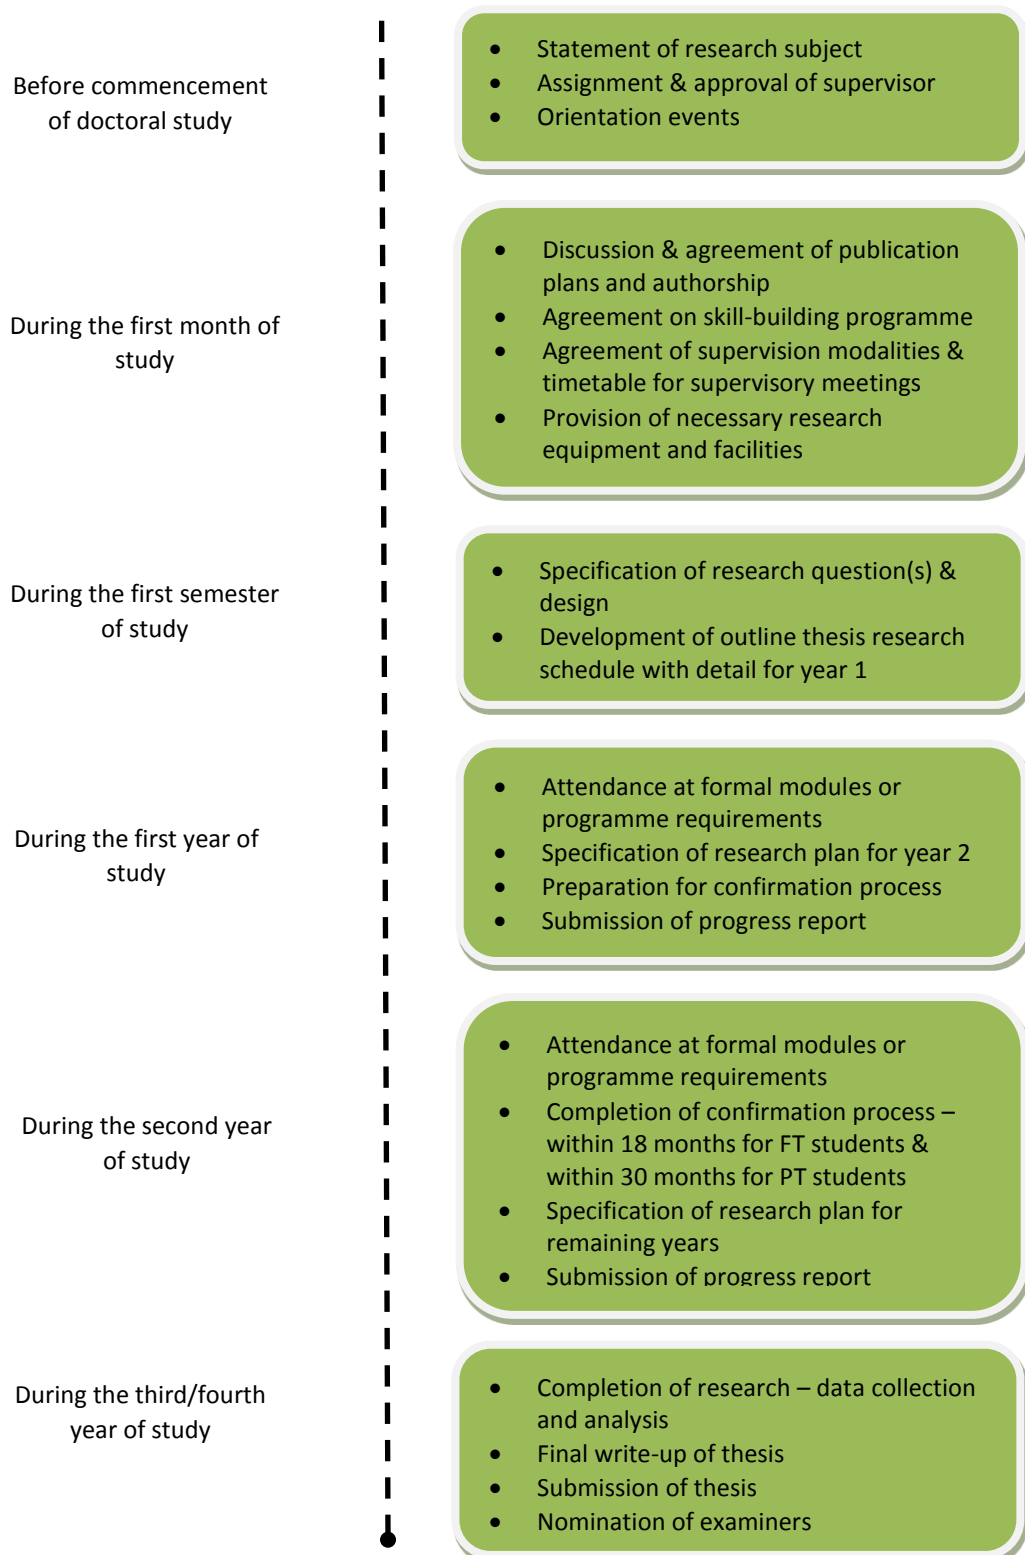 Before commencement
of doctoral study
• Statement of research subject
• Assignment & approval of supervisor
• Orientation events
During the first month of
study
• Discussion & agreement of publication
plans and authorship
• Agreement on skill-building programme
• Agreement of supervision modalities &
timetable for supervisory meetings
• Provision of necessary research
equipment and facilities
During the first semester
of study
• Specification of research question(s) &
design
• Development of outline thesis research
schedule with detail for year 1
During the first year of
study
• Attendance at formal modules or
programme requirements
• Specification of research plan for year 2
• Preparation for confirmation process
• Submission of progress report
During the second year
of study
• Attendance at formal modules or
programme requirements
• Completion of confirmation process –
within 18 months for FT students &
within 30 months for PT students
• Specification of research plan for
remaining years
• Submission of progress report
During the third/fourth
year of study
• Completion of research – data collection
and analysis
• Final write-up of thesis
• Submission of thesis
• Nomination of examiners